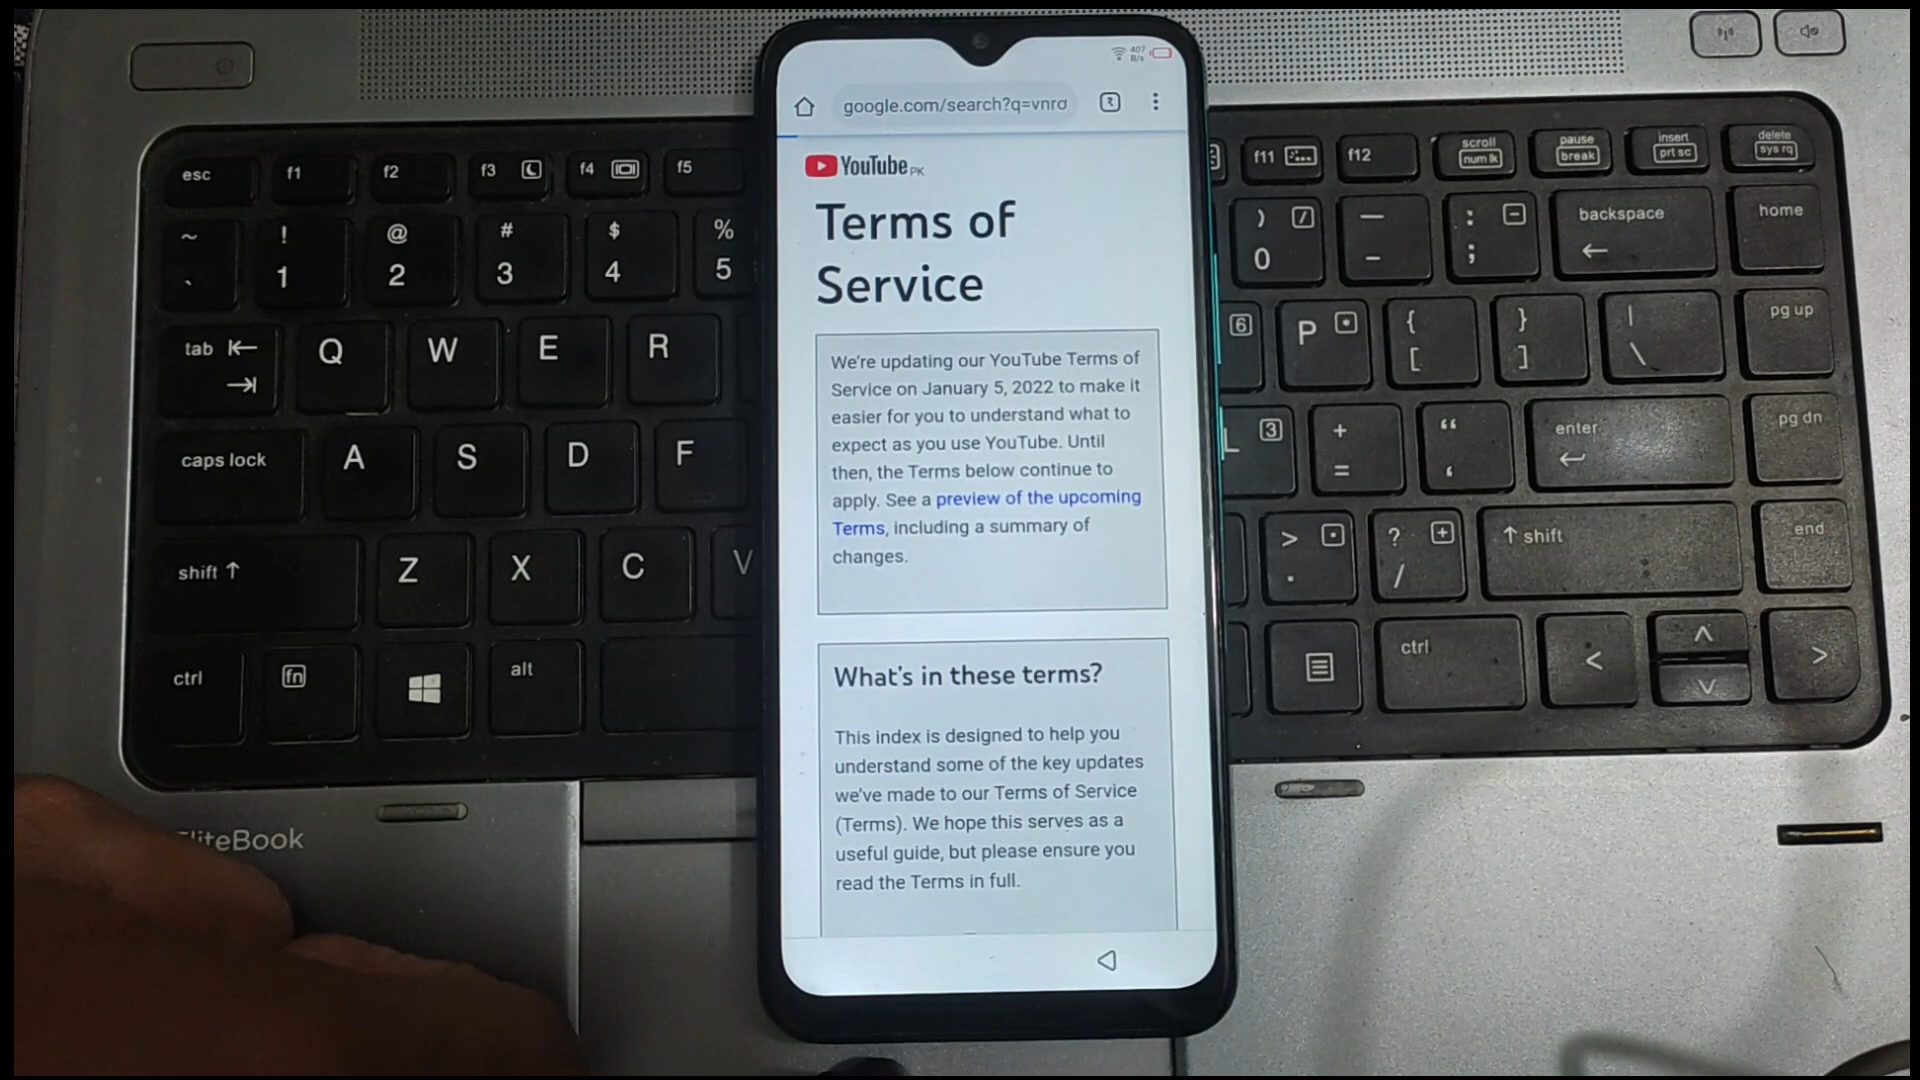 407
B/s
google.com/search?q=vnrd
YouTube PK
Terms of
Service
We're updating our YouTube Terms of
Service on January 5, 2022 to make it
easier for you to understand what to
expect as you use YouTube. Until
then, the Terms below continue to
apply. See a preview of the upcoming
Terms, including a summary of
changes.
What's in these terms?
This index is designed to help you
understand some of the key updates
we've made to our Terms of Service
(Terms). We hope this serves as a
useful guide, but please ensure you
read the Terms in full.
esc f1 f2 f3 f4 f5
f11 f12 scroll num lk pause break insert prt sc delete sys rq
~ ` ! 1 @ 2 # 3 $ 4 % 5
) 0 / — - : ; - backspace home
tab Q W E R
6 P * { [ } ] | \ pg up
caps lock A S D F
L 3 + = “ ‘ enter pg dn
shift Z X C V
> . . ? / + shift end
ctrl fn alt
ctrl < >
EliteBook